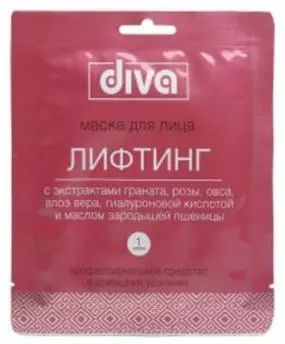 diva
маска для лица
ЛИФТИНГ
с экстрактами граната, розы, овса,
алоэ вера, гиалуроновой кислотой
и маслом зародышей пшеницы
1
профессиональное средство
в домашних условиях